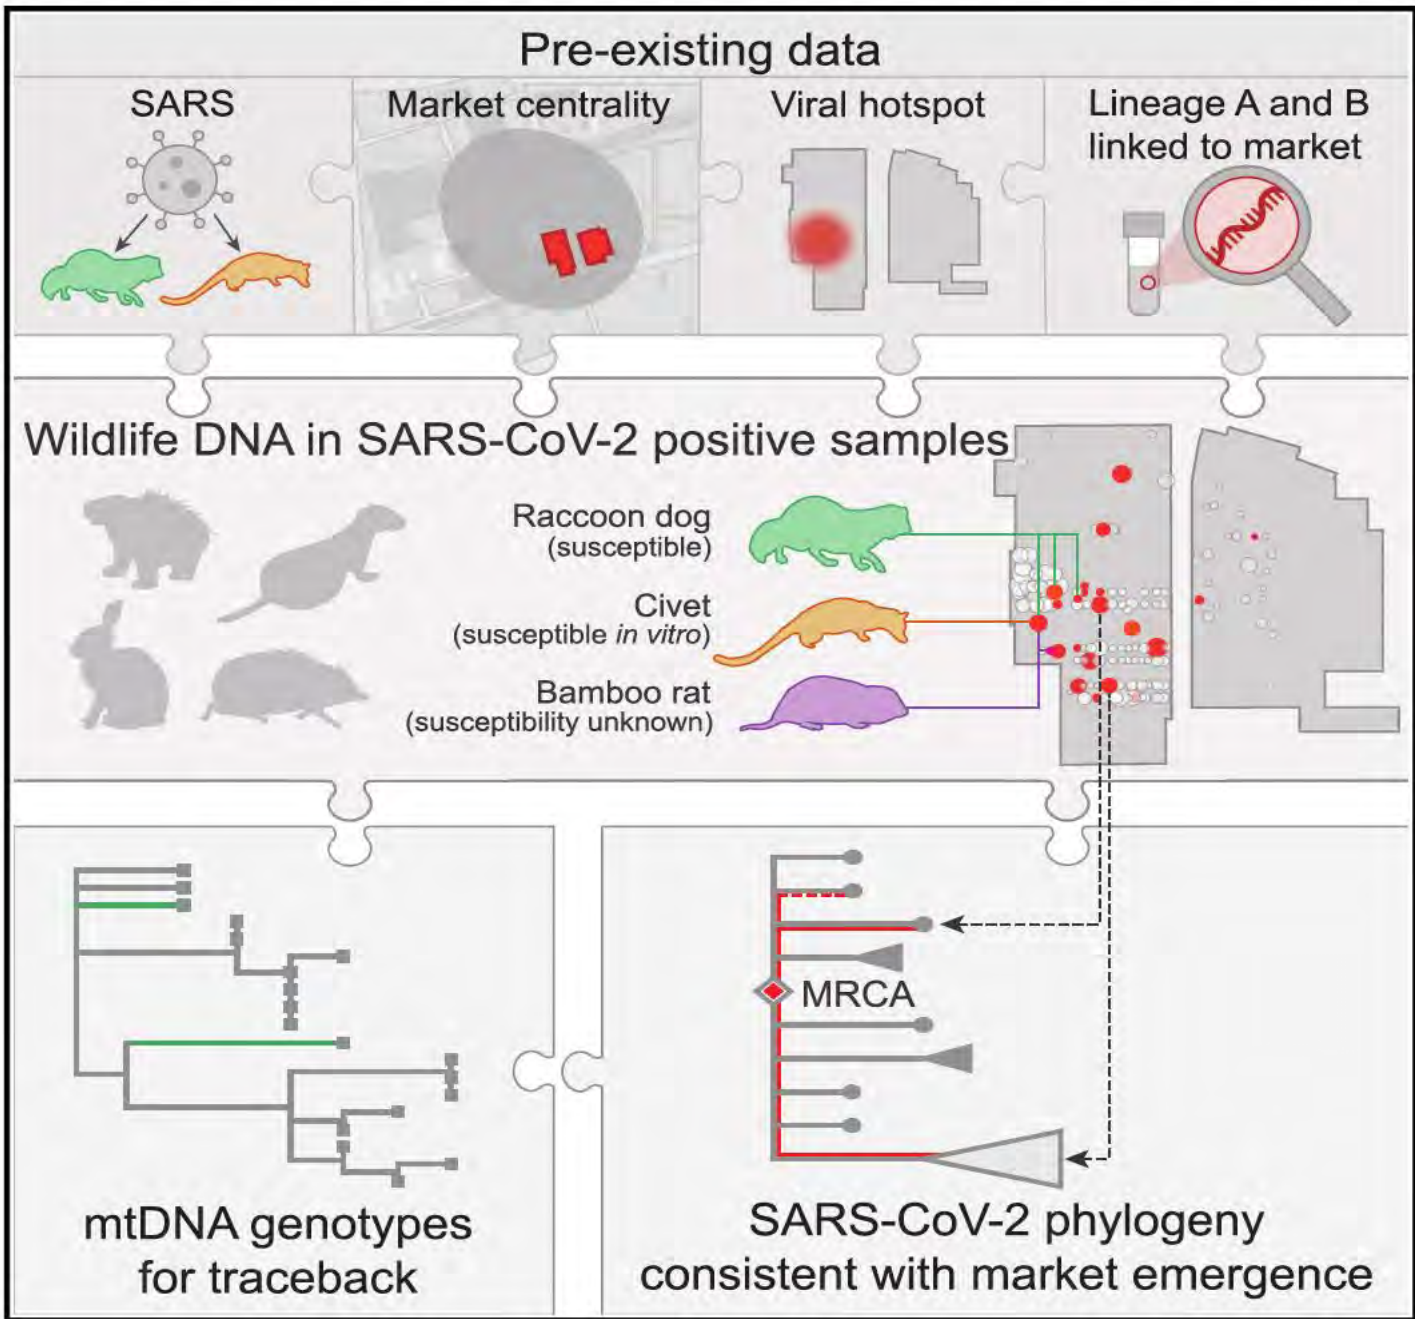 Pre-existing data
SARS
Market centrality
Viral hotspot
Lineage A and B
linked to market
Wildlife DNA in SARS-CoV-2 positive samples
Raccoon dog
(susceptible)
Civet
(susceptible in vitro)
Bamboo rat
(susceptibility unknown)
MRCA
mtDNA genotypes
for traceback
SARS-CoV-2 phylogeny
consistent with market emergence